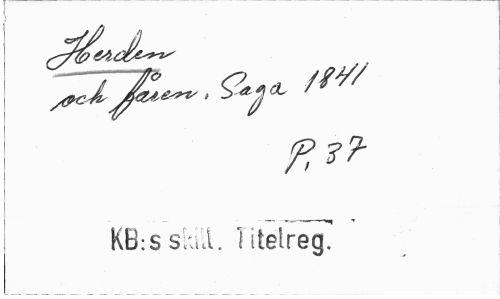 Herden
och fåren. Saga 1841
P. 37
KB:s skill. Titelreg.